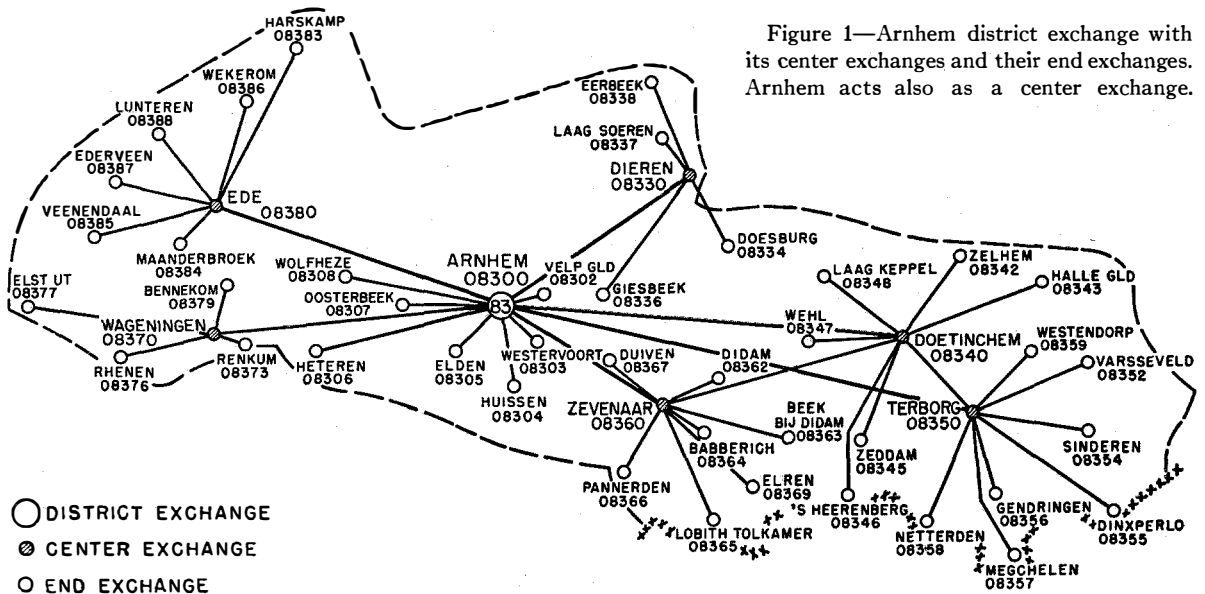 Figure 1—Arnhem district exchange with
its center exchanges and their end exchanges.
Arnhem acts also as a center exchange.
HARSKAMP
08383
WEKEROM
08386
LUNTEREN
08388
EDERVEEN
08387
VEENENDAAL
08385
MAANDERBROEK
08384
EDE
08380
EERBEEK
08338
LAAG SOEREN
08337
DIEREN
08330
DOESBURG
08334
GIESBEEK
08336
ELST UT
08377
BENNEKOM
08379
WAGENINGEN
08370
RHENEN
08376
RENKUM
08373
WOLFHEZE
08308
OOSTERBEEK
08307
HETEREN
08306
ARNHEM
08300
83
VELP GLD
08302
ELDEN
08305
HUISSEN
08304
WESTERVOORT
08303
DUIVEN
08367
DIDAM
08362
ZEVENAAR
08360
BEEK
BIJ DIDAM
08363
BABBERICH
08364
ELREN
08369
PANNERDEN
08366
LOBITH TOLKAMER
08365
LAAG KEPPEL
08348
ZELHEM
08342
HALLE GLD
08343
WEHL
08347
DOETINCHEM
08340
ZEDDAM
08345
'S HEERENBERG
08346
WESTENDORP
08359
VARSSEVELD
08352
TERBORG
08350
SINDEREN
08354
DINXPERLO
08355
GENDRINGEN
08356
NETTERDEN
08358
MEGCHELEN
08357
DISTRICT EXCHANGE
CENTER EXCHANGE
END EXCHANGE